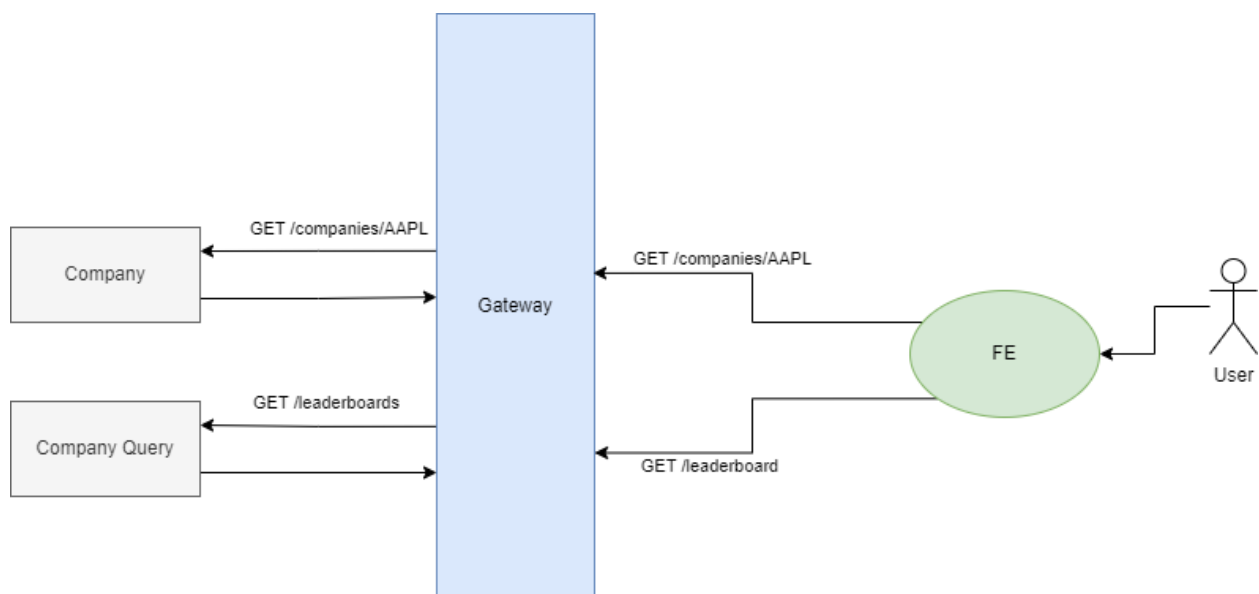 GET /companies/AAPL
GET /companies/AAPL
Company
Gateway
FE
User
GET /leaderboards
Company Query
GET /leaderboard